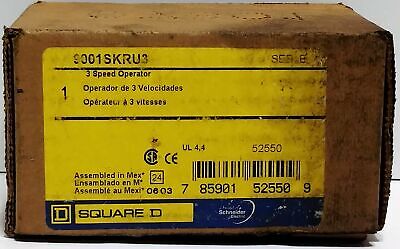 9001SKRU3 SER. B
3 Speed Operator
1 Operador de 3 Velocidades
Opérateur à 3 vitesses
UL 4,4 52550
Assembled in Mex*
Ensamblado en M*
Assemblé au Mexi*
24
0603
7 85901 52550 9
D SQUARE D
Schneider
Electric